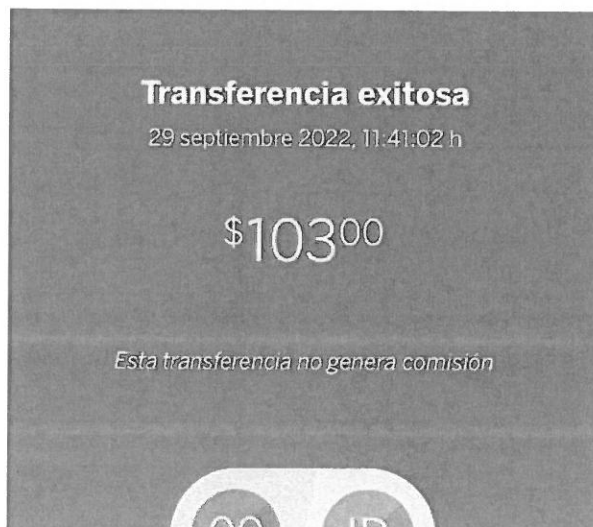 Transferencia exitosa
29 septiembre 2022, 11:41:02 h
$10300
Esta transferencia no genera comisión